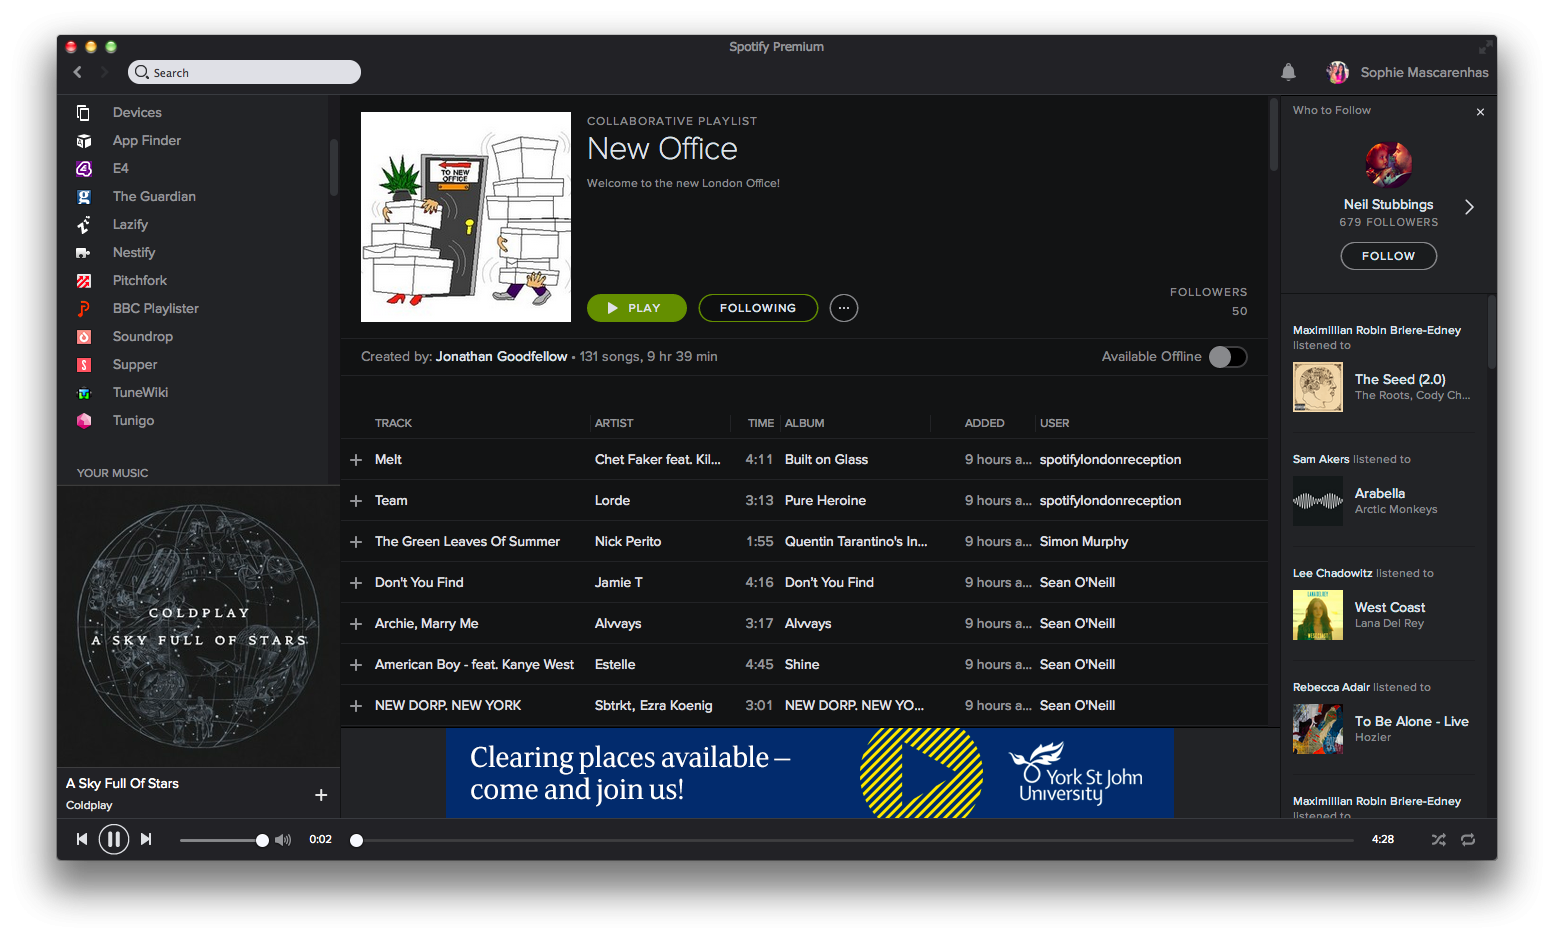 Spotify Premium
Search
Sophie Mascarenhas
Devices
App Finder
E4
The Guardian
Lazify
Nestify
Pitchfork
BBC Playlister
Soundrop
Supper
TuneWiki
Tunigo
YOUR MUSIC
COLDPLAY
A SKY FULL OF STARS
A Sky Full Of Stars
Coldplay
TO NEW
OFFICE
COLLABORATIVE PLAYLIST
New Office
Welcome to the new London Office!
PLAY
FOLLOWING
FOLLOWERS
50
Created by: Jonathan Goodfellow • 131 songs, 9 hr 39 min
Available Offline
TRACK ARTIST TIME ALBUM ADDED USER
Melt Chet Faker feat. Kil... 4:11 Built on Glass 9 hours a... spotifylondonreception
Team Lorde 3:13 Pure Heroine 9 hours a... spotifylondonreception
The Green Leaves Of Summer Nick Perito 1:55 Quentin Tarantino's In... 9 hours a... Simon Murphy
Don't You Find Jamie T 4:16 Don't You Find 9 hours a... Sean O'Neill
Archie, Marry Me Alvvays 3:17 Alvvays 9 hours a... Sean O'Neill
American Boy - feat. Kanye West Estelle 4:45 Shine 9 hours a... Sean O'Neill
NEW DORP. NEW YORK Sbtrkt, Ezra Koenig 3:01 NEW DORP. NEW YO... 9 hours a... Sean O'Neill
Clearing places available –
come and join us!
York St John
University
Who to Follow
Neil Stubbings
679 FOLLOWERS
FOLLOW
Maximilian Robin Briere-Edney
listened to
The Seed (2.0)
The Roots, Cody Ch...
Sam Akers listened to
Arabella
Arctic Monkeys
Lee Chadowitz listened to
LANA DEL REY
WEST COAST
West Coast
Lana Del Rey
Rebecca Adair listened to
To Be Alone - Live
Hozier
Maximilian Robin Briere-Edney
listened to
0:02
4:28